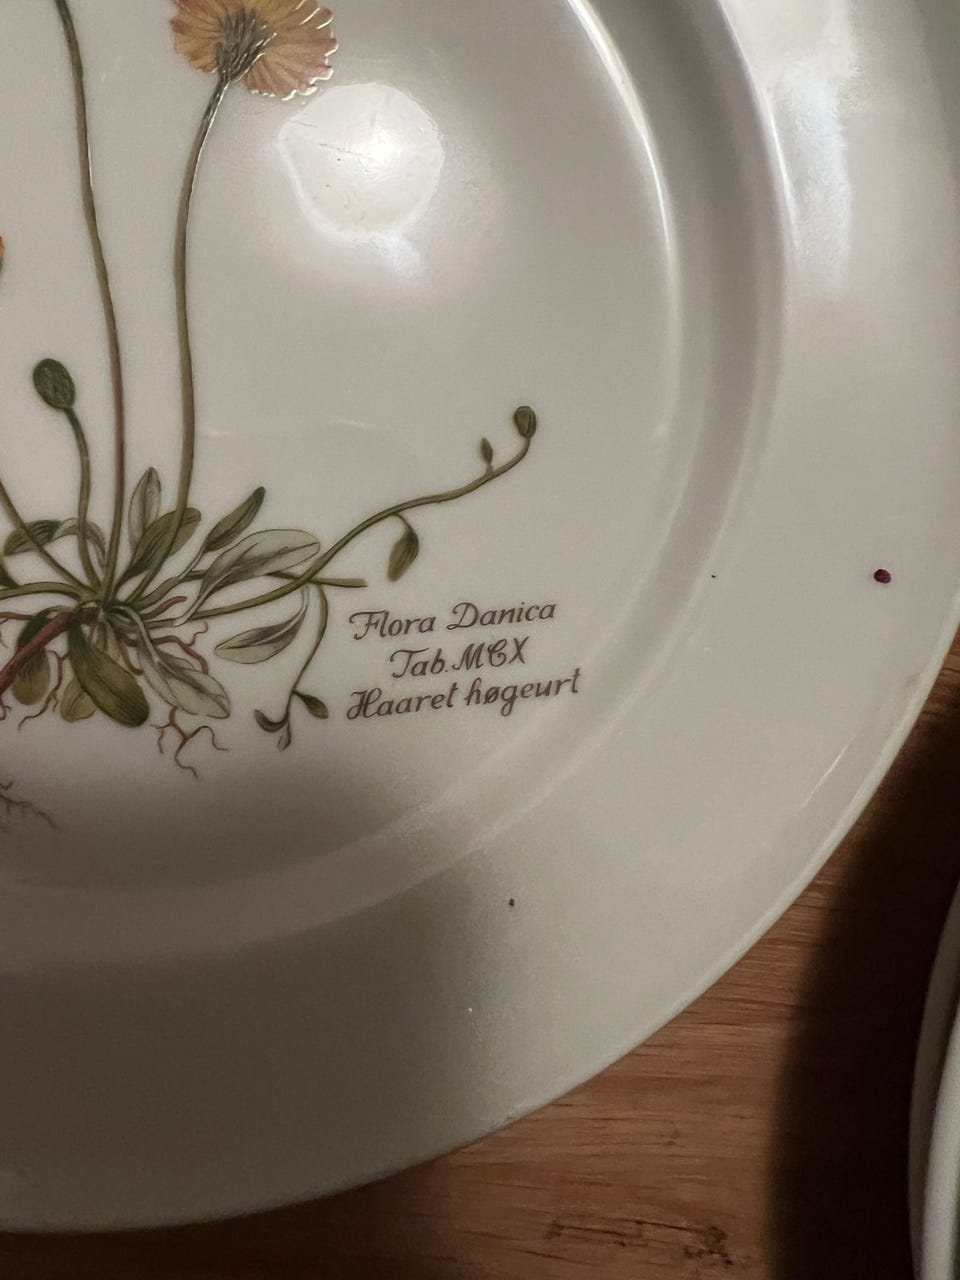 Flora Danica
Tab. MCX
Haaret høgeurt